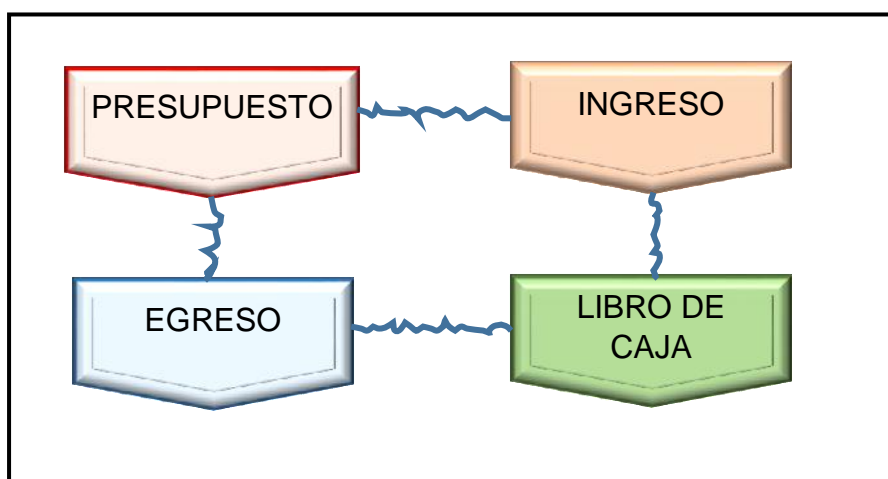 PRESUPUESTO
INGRESO
EGRESO
LIBRO DE
CAJA